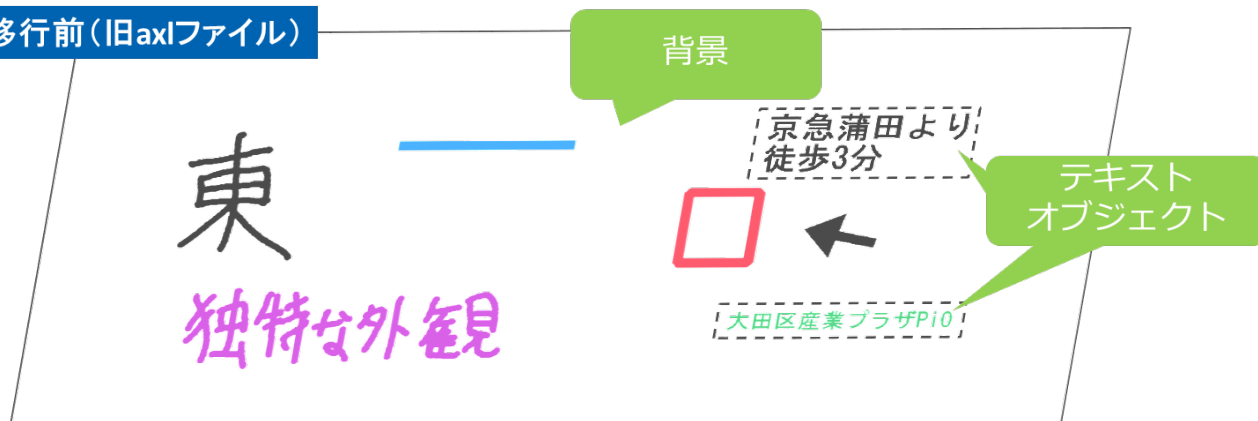 移行前（旧axlファイル）
背景
京急蒲田より
徒歩3分
テキスト
オブジェクト
東
独特な外観
大田区産業プラザPiO